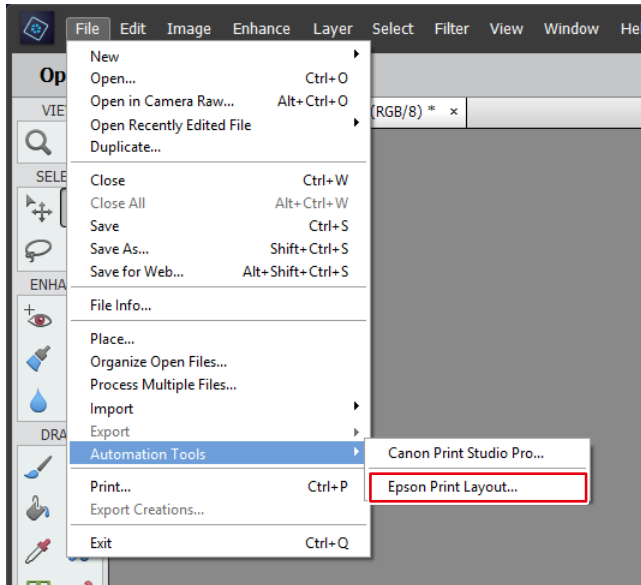 File Edit Image Enhance Layer Select Filter View Window He
Op
New
Open... Ctrl+O
Open in Camera Raw... Alt+Ctrl+O
Open Recently Edited File
Duplicate...
(RGB/8) * ×
VIE
Close Ctrl+W
Close All Alt+Ctrl+W
Save Ctrl+S
Save As... Shift+Ctrl+S
Save for Web... Alt+Shift+Ctrl+S
SELE
File Info...
ENHA
Place...
Organize Open Files...
Process Multiple Files...
Import
Export
Automation Tools
DRA
Canon Print Studio Pro...
Epson Print Layout...
Print... Ctrl+P
Export Creations...
Exit Ctrl+Q